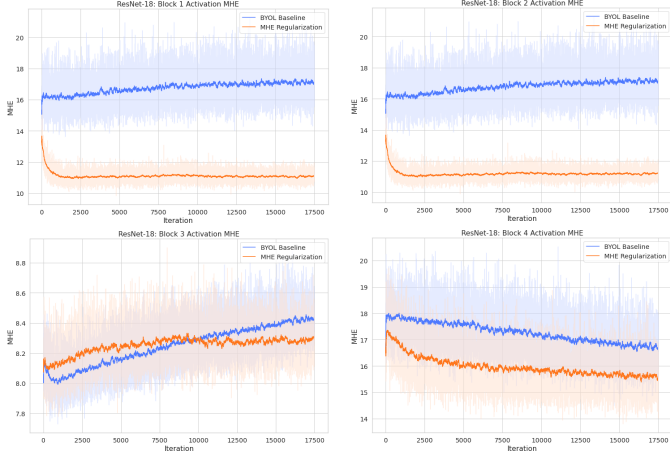 ResNet-18: Block 1 Activation MHE
BYOL Baseline
MHE Regularization
20
18
16
14
12
10
MHE
0
2500
5000
7500
10000
12500
15000
17500
Iteration
ResNet-18: Block 2 Activation MHE
BYOL Baseline
MHE Regularization
20
18
16
14
12
10
MHE
0
2500
5000
7500
10000
12500
15000
17500
Iteration
ResNet-18: Block 3 Activation MHE
BYOL Baseline
MHE Regularization
8.8
8.6
8.4
8.2
8.0
7.8
MHE
0
2500
5000
7500
10000
12500
15000
17500
Iteration
ResNet-18: Block 4 Activation MHE
BYOL Baseline
MHE Regularization
20
19
18
17
16
15
14
MHE
0
2500
5000
7500
10000
12500
15000
17500
Iteration